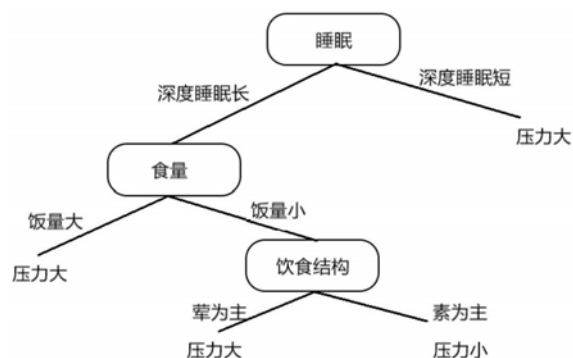 睡眠
深度睡眠长
深度睡眠短
压力大
食量
饭量大
饭量小
压力大
饮食结构
荤为主
素为主
压力大
压力小